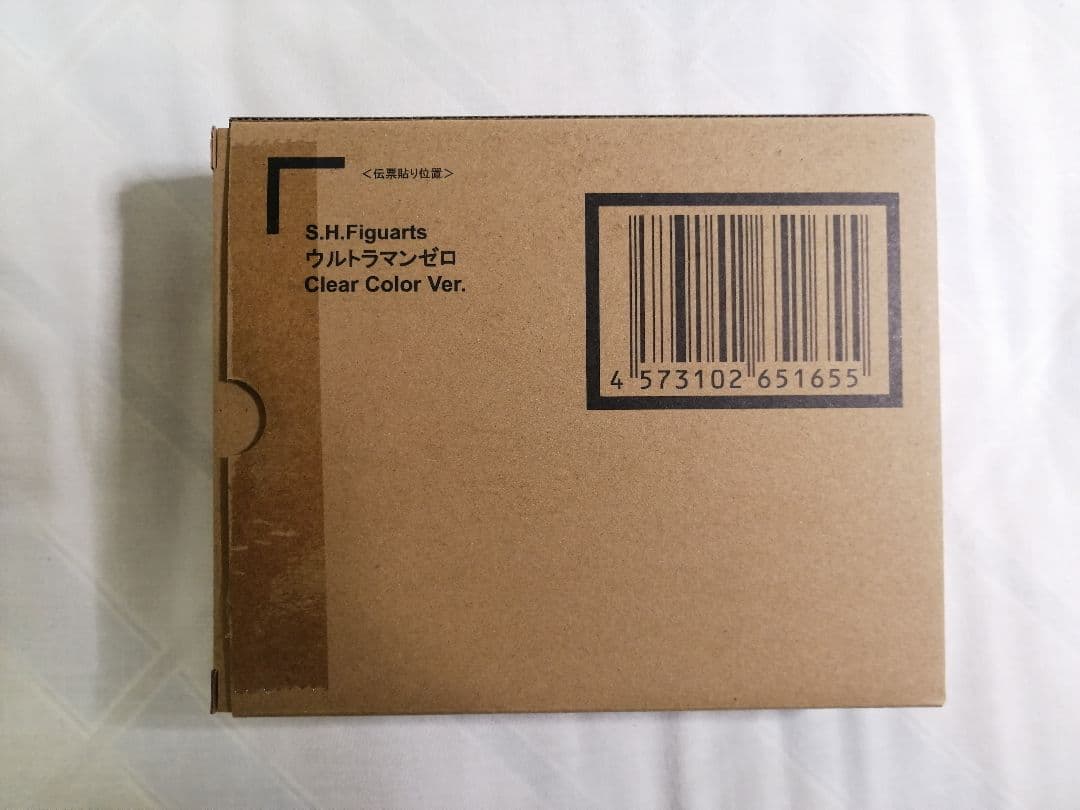 ＜伝票貼り位置＞
S.H.Figuarts
ウルトラマンゼロ
Clear Color Ver.
4 573102 651655